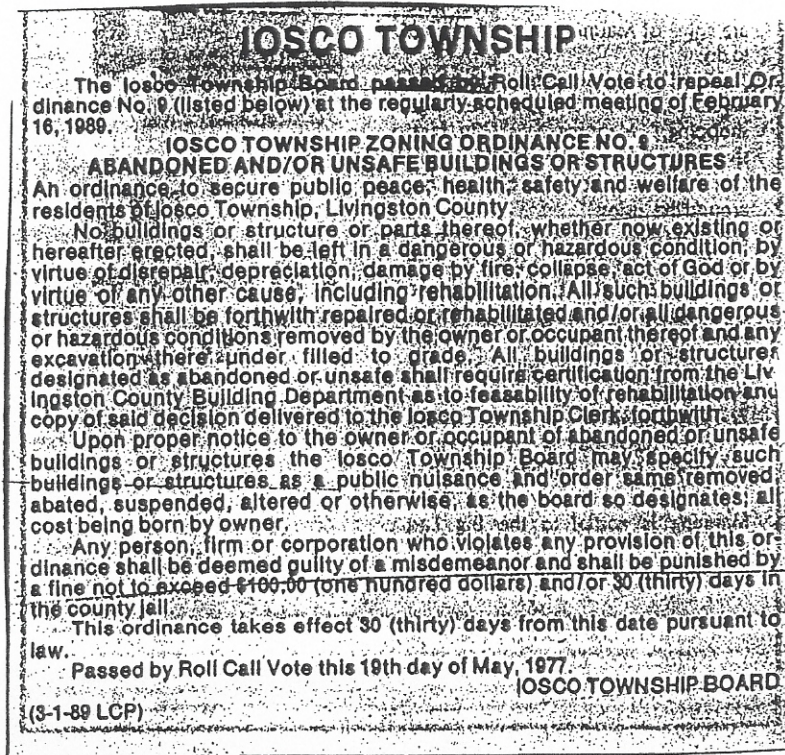 IOSCO TOWNSHIP
The Iosco Township Board passed by Roll Call Vote to repeal Or
dinance No. 9 (listed below) at the regularly scheduled meeting of February
16, 1989.
IOSCO TOWNSHIP ZONING ORDINANCE NO. 9
ABANDONED AND/OR UNSAFE BUILDINGS OR STRUCTURES
An ordinance to secure public peace, health, safety and welfare of the
residents of Iosco Township, Livingston County.
No buildings or structure or parts thereof, whether now existing or
hereafter erected, shall be left in a dangerous or hazardous condition, by
virtue of disrepair, depreciation, damage by fire, collapse, act of God or by
virtue of any other cause, including rehabilitation. All such buildings or
structures shall be forthwith repaired or rehabilitated and/or all dangerous
or hazardous conditions removed by the owner or occupant thereof and any
excavation there under filled to grade. All buildings or structures
designated as abandoned or unsafe shall require certification from the Liv
ingston County Building Department as to feasability of rehabilitation and
copy of said decision delivered to the Iosco Township Clerk forthwith.
Upon proper notice to the owner or occupant of abandoned or unsafe
buildings or structures the Iosco Township Board may specify such
buildings or structures as a public nuisance and order same removed
abated, suspended, altered or otherwise, as the board so designates, all
cost being born by owner.
Any person, firm or corporation who violates any provision of this or-
dinance shall be deemed guilty of a misdemeanor and shall be punished by
a fine not to exceed $100.00 (one hundred dollars) and/or 30 (thirty) days in
the county jail.
This ordinance takes effect 30 (thirty) days from this date pursuant to
law.
Passed by Roll Call Vote this 19th day of May, 1977.
IOSCO TOWNSHIP BOARD
(3-1-89 LCP)